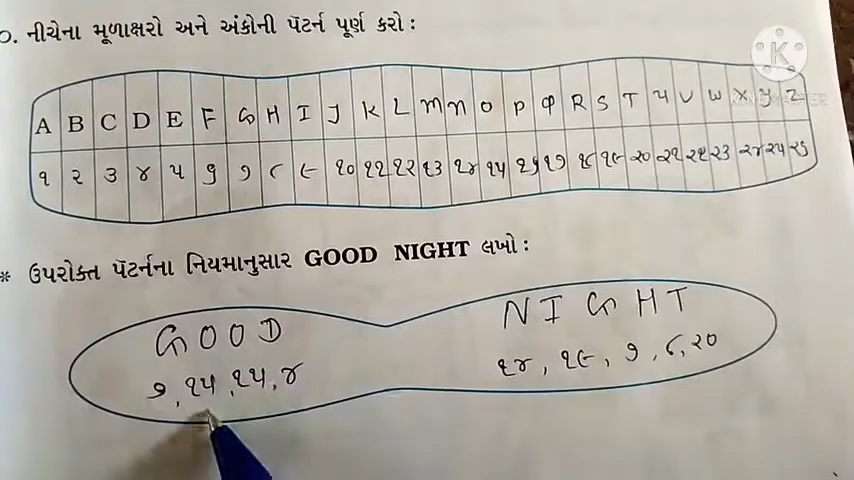 ૦. નીચેના મૂળાક્ષરો અને અંકોની પૅટર્ન પૂર્ણ કરો :
A B C D E F G H I J K L M N O P Q R S T U V W X Y Z
૧ ૨ ૩ ૪ ૫ ૬ ૭ ૮ ૯ ૧૦ ૧૧ ૧૨ ૧૩ ૧૪ ૧૫ ૧૬ ૧૭ ૧૮ ૧૯ ૨૦ ૨૧ ૨૨ ૨૩ ૨૪ ૨૫ ૨૬
* ઉપરોક્ત પૅટર્નના નિયમાનુસાર GOOD NIGHT લખો :
GOOD NIGHT
૭, ૧૫, ૧૫, ૪ ૧૪, ૧૯, ૭, ૮, ૨૦